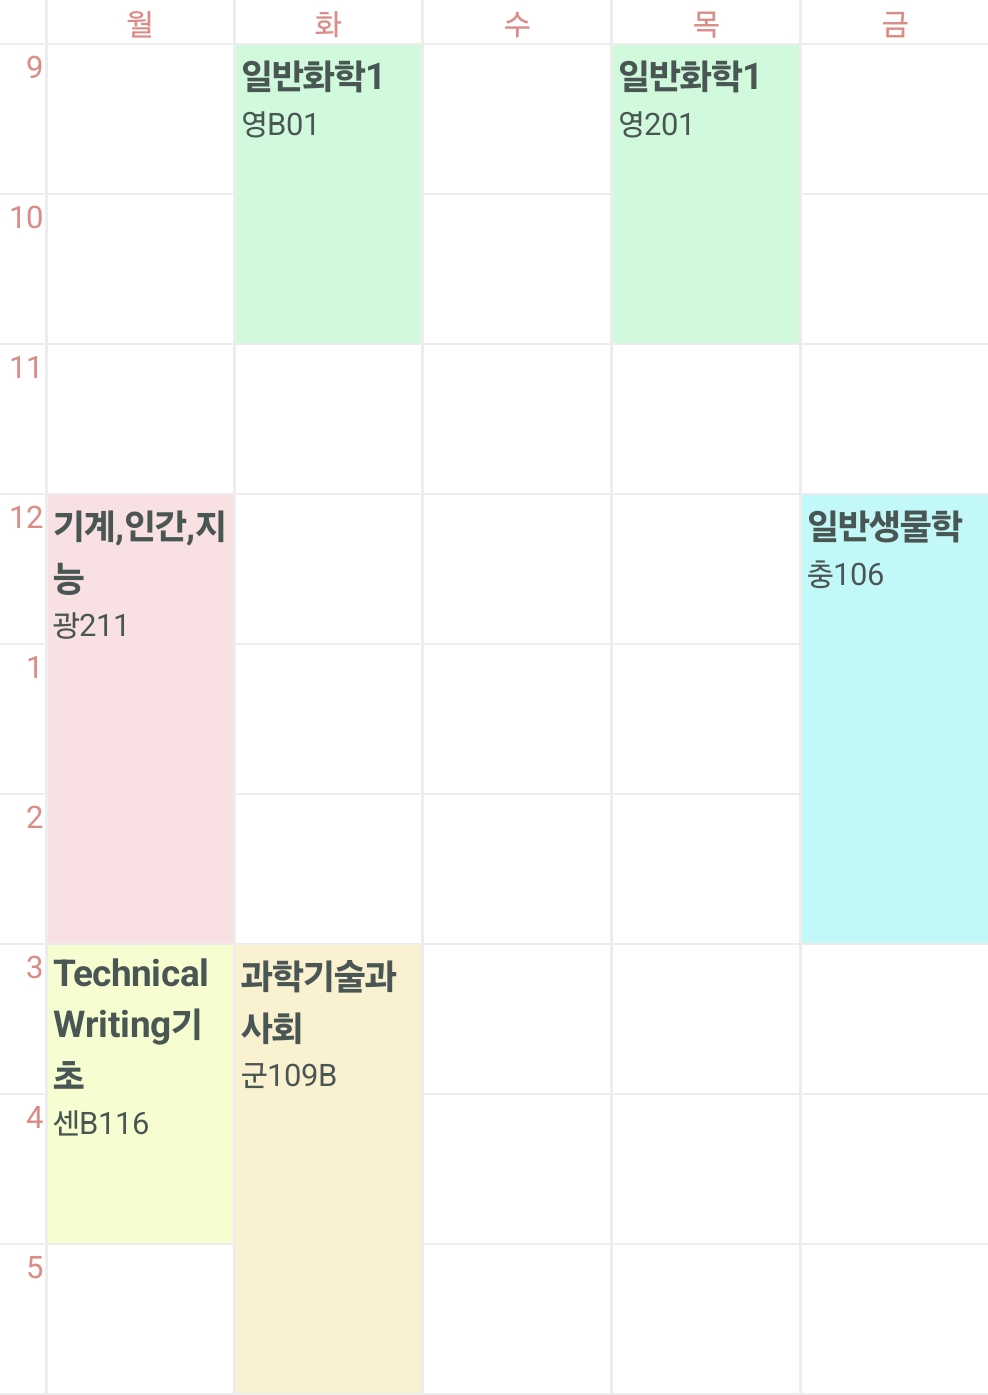 월 화 수 목 금
9 일반화학1 일반화학1
영B01 영201
10
11
12 기계,인간,지 일반생물학
능 충106
광211
1
2
3 Technical 과학기술과
Writing기 사회
초 군109B
4 센B116
5